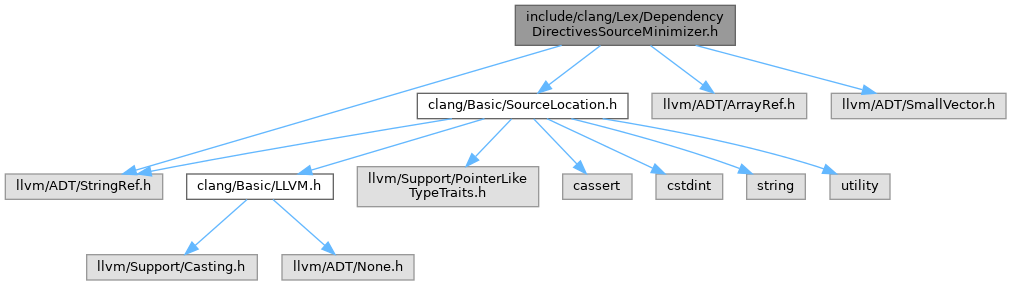 include/clang/Lex/Dependency
DirectivesSourceMinimizer.h
clang/Basic/SourceLocation.h
llvm/ADT/ArrayRef.h
llvm/ADT/SmallVector.h
llvm/ADT/StringRef.h
clang/Basic/LLVM.h
llvm/Support/PointerLike
TypeTraits.h
cassert
cstdint
string
utility
llvm/Support/Casting.h
llvm/ADT/None.h